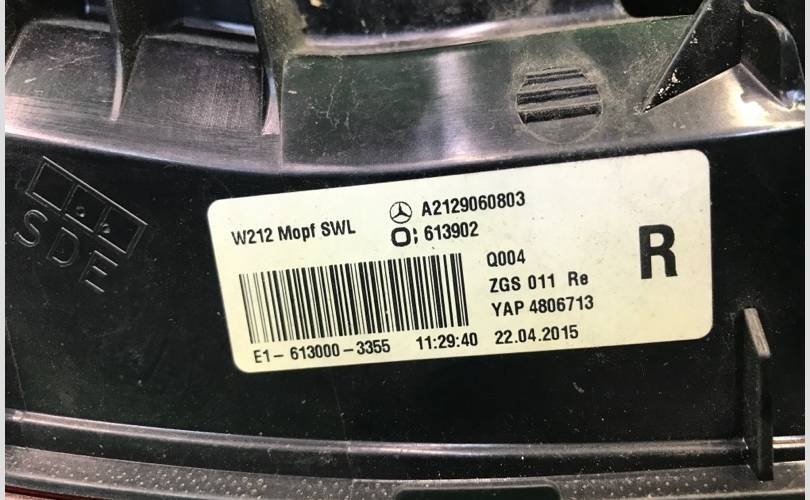 W212 Mopf SWL A2129060803
O; 613902
Q004
ZGS 011 Re
YAP 4806713
R
E1- 613000-3355 11:29:40 22.04.2015
SDE